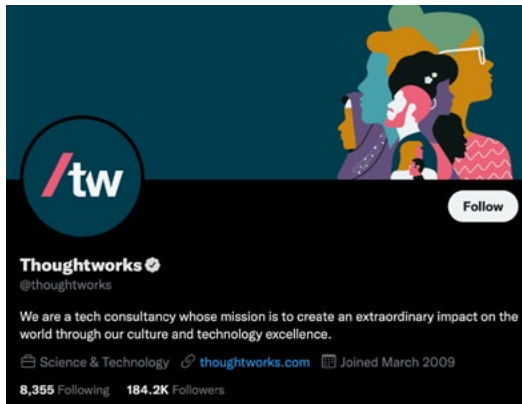 /tw
Follow
Thoughtworks
@thoughtworks
We are a tech consultancy whose mission is to create an extraordinary impact on the
world through our culture and technology excellence.
Science & Technology thoughtworks.com Joined March 2009
8,355 Following 184.2K Followers